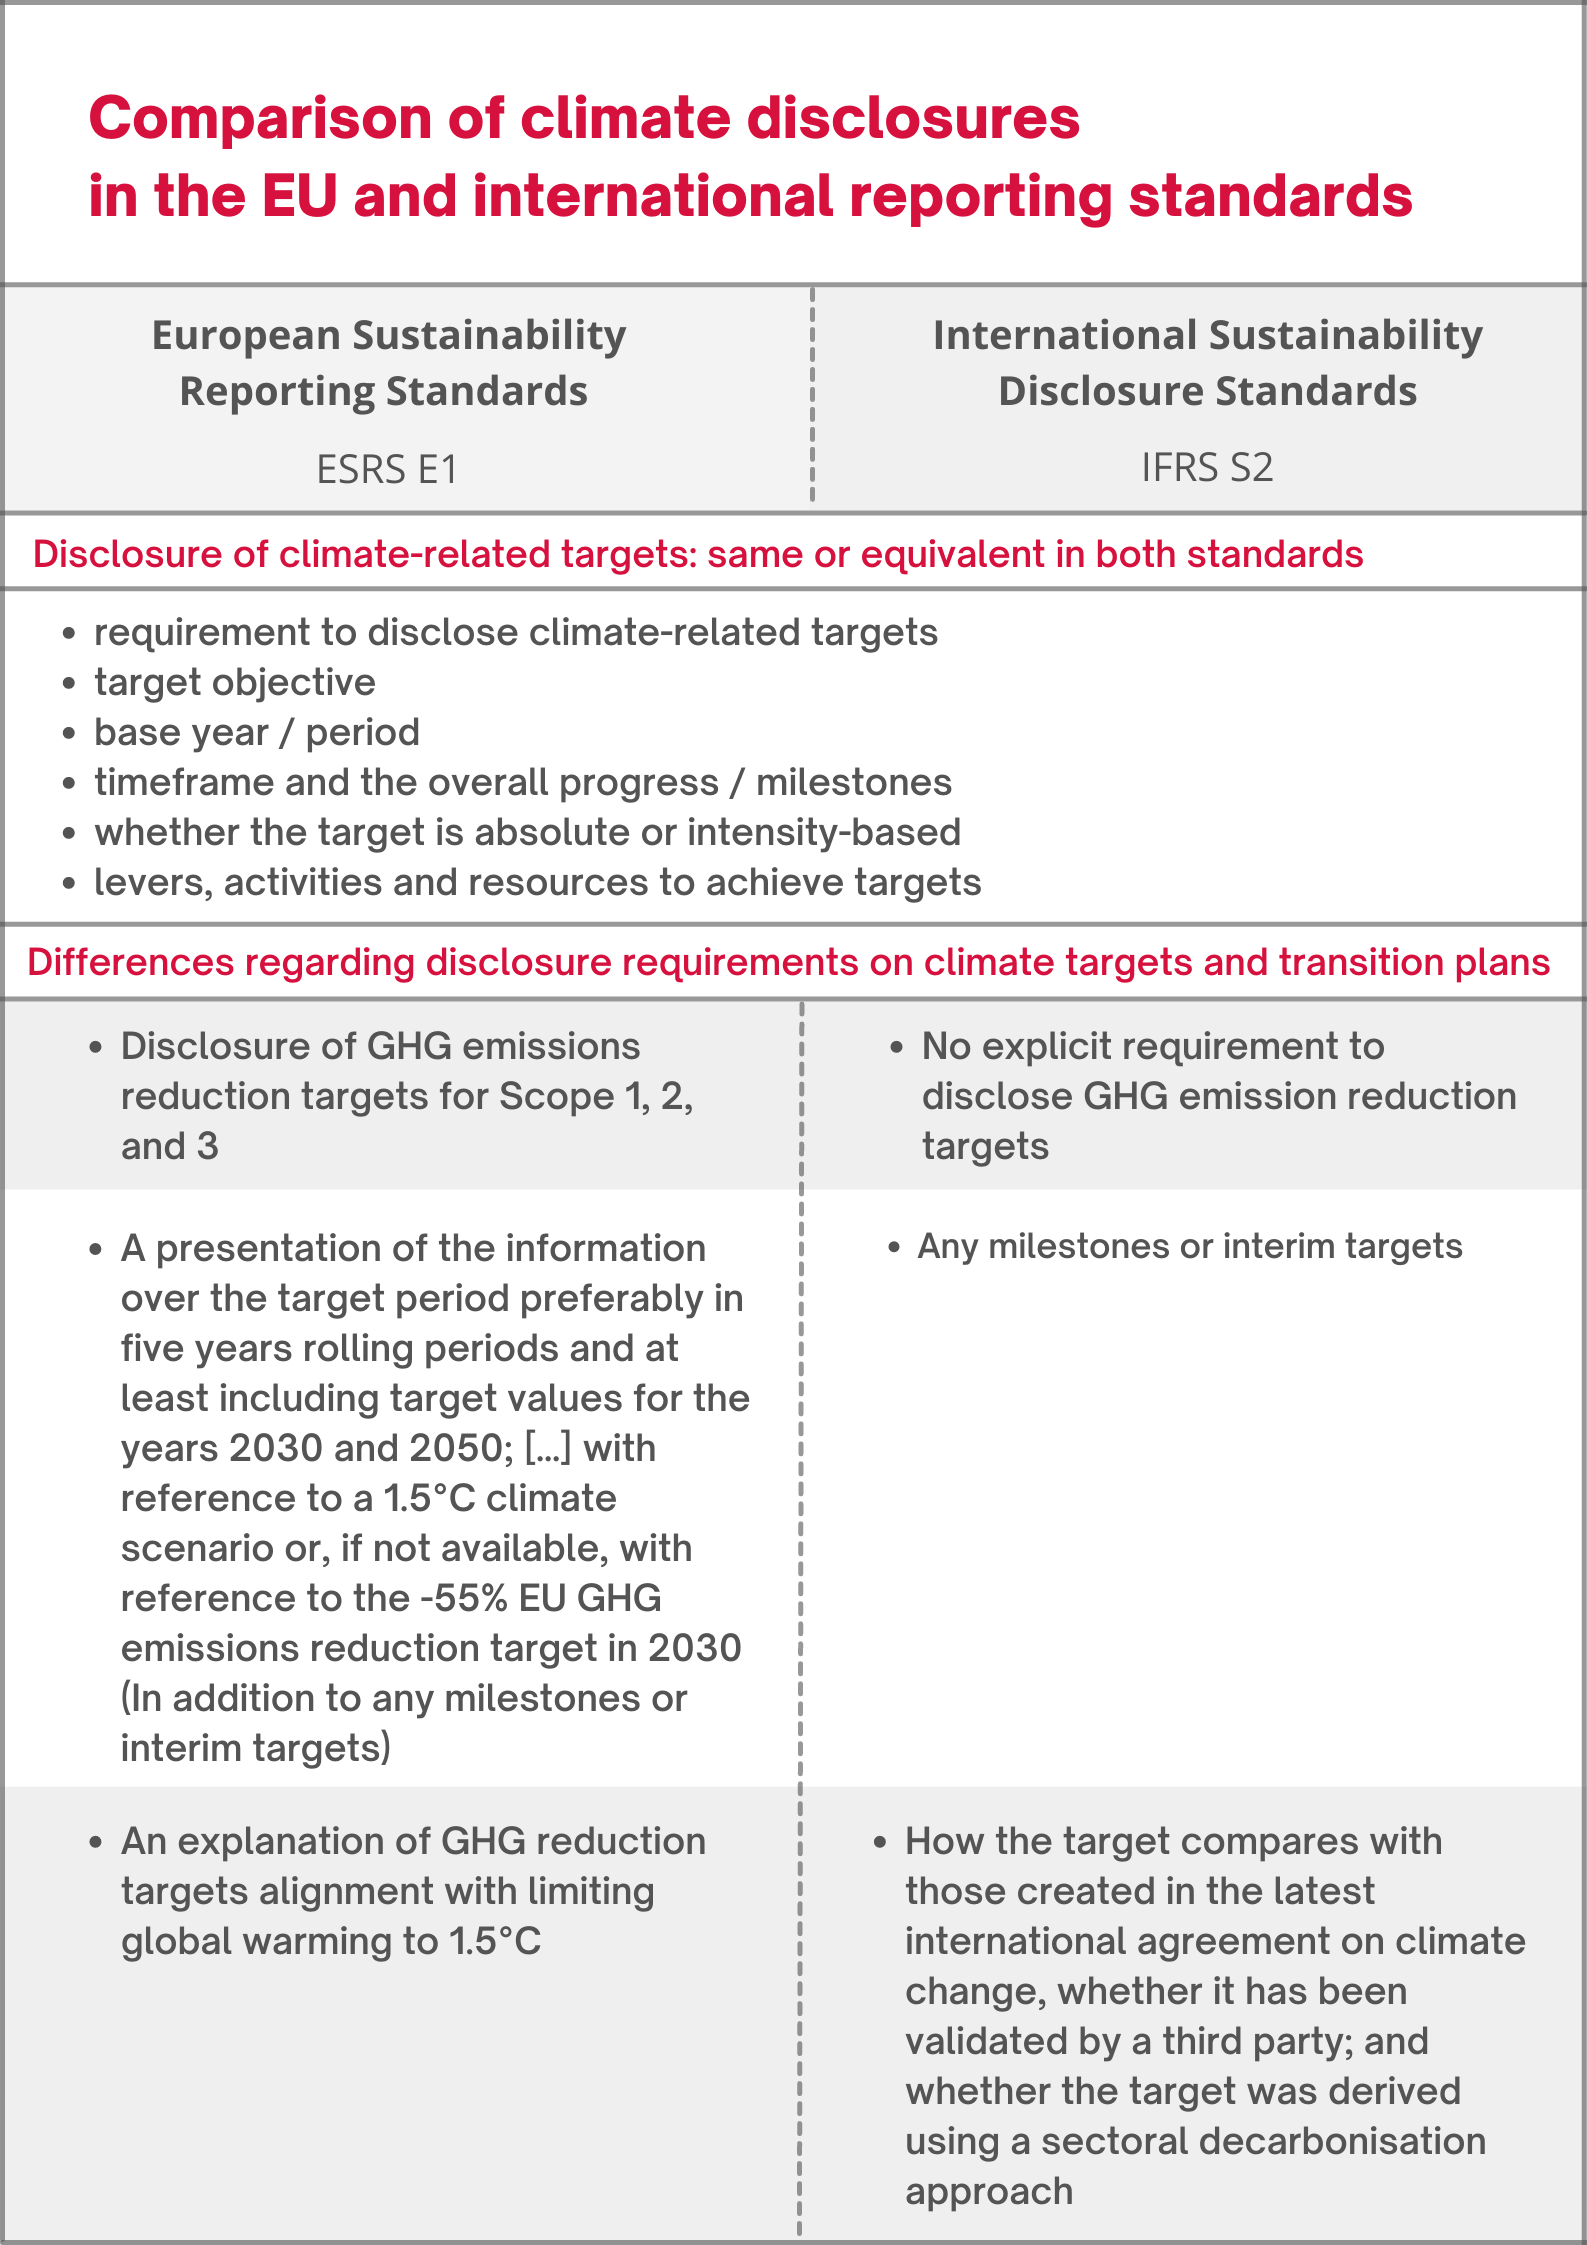 Comparison of climate disclosures
in the EU and international reporting standards
European Sustainability
Reporting Standards
ESRS E1
International Sustainability
Disclosure Standards
IFRS S2
Disclosure of climate-related targets: same or equivalent in both standards
• requirement to disclose climate-related targets
• target objective
• base year / period
• timeframe and the overall progress / milestones
• whether the target is absolute or intensity-based
• levers, activities and resources to achieve targets
Differences regarding disclosure requirements on climate targets and transition plans
• Disclosure of GHG emissions
reduction targets for Scope 1, 2,
and 3
• No explicit requirement to
disclose GHG emission reduction
targets
• A presentation of the information
over the target period preferably in
five years rolling periods and at
least including target values for the
years 2030 and 2050; [...] with
reference to a 1.5°C climate
scenario or, if not available, with
reference to the -55% EU GHG
emissions reduction target in 2030
(In addition to any milestones or
interim targets)
• Any milestones or interim targets
• An explanation of GHG reduction
targets alignment with limiting
global warming to 1.5°C
• How the target compares with
those created in the latest
international agreement on climate
change, whether it has been
validated by a third party; and
whether the target was derived
using a sectoral decarbonisation
approach